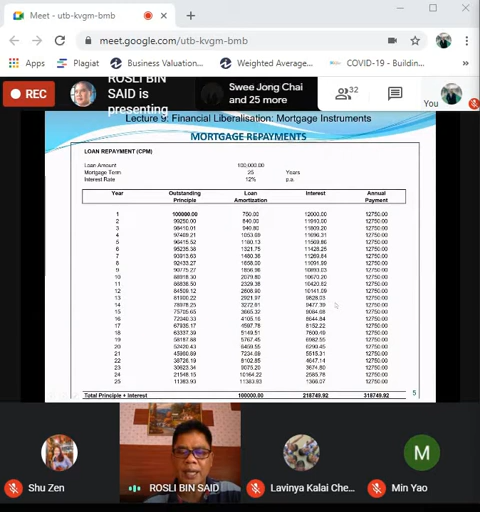 Meet - utb-kvgm-bmb
meet.google.com/utb-kvgm-bmb
Apps
Plagiat
Business Valuation...
Weighted Average...
COVID-19 - Building...
REC
ROSLI BIN
SAID is
presenting
Swee Jong Chai
and 25 more
32
You
Lecture 9: Financial Liberalisation: Mortgage Instruments
MORTGAGE REPAYMENTS
LOAN REPAYMENT (CPM)
Loan Amount 100,000.00
Mortgage Term 25 Years
Interest Rate 12% p.a.
Year Outstanding Principle Loan Amortization Interest Annual Payment
1 100000.00 750.00 12000.00 12750.00
2 99250.00 840.00 11910.00 12750.00
3 98410.01 940.80 11809.20 12750.00
4 97469.21 1053.69 11696.31 12750.00
5 96415.52 1180.13 11569.86 12750.00
6 95235.38 1321.75 11428.25 12750.00
7 93913.63 1480.36 11269.64 12750.00
8 92433.27 1658.00 11091.99 12750.00
9 90775.27 1856.96 10893.03 12750.00
10 88918.30 2079.80 10670.20 12750.00
11 86838.50 2329.38 10420.62 12750.00
12 84509.12 2608.90 10141.09 12750.00
13 81900.22 2921.97 9828.03 12750.00
14 78978.25 3272.61 9477.39 12750.00
15 75705.65 3665.32 9084.68 12750.00
16 72040.33 4105.16 8644.84 12750.00
17 67935.17 4597.78 8152.22 12750.00
18 63337.39 5149.51 7600.49 12750.00
19 58187.88 5767.45 6982.55 12750.00
20 52420.43 6459.55 6290.45 12750.00
21 45960.89 7234.69 5515.31 12750.00
22 38726.19 8102.85 4647.14 12750.00
23 30623.34 9075.20 3674.80 12750.00
24 21548.15 10164.22 2585.78 12750.00
25 11383.93 11383.93 1366.07 12750.00
Total Principle + Interest 100000.00 218749.92 318749.92
5
Shu Zen
ROSLI BIN SAID
Lavinya Kalai Che...
M
Min Yao